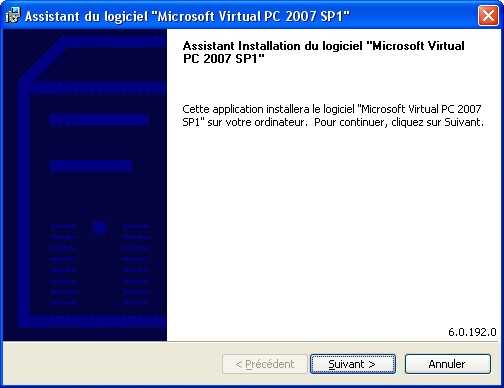 Assistant du logiciel "Microsoft Virtual PC 2007 SP1"
Assistant Installation du logiciel "Microsoft Virtual
PC 2007 SP1"
Cette application installera le logiciel "Microsoft Virtual PC 2007
SP1" sur votre ordinateur.  Pour continuer, cliquez sur Suivant.
6.0.192.0
< Précédent
Suivant >
Annuler